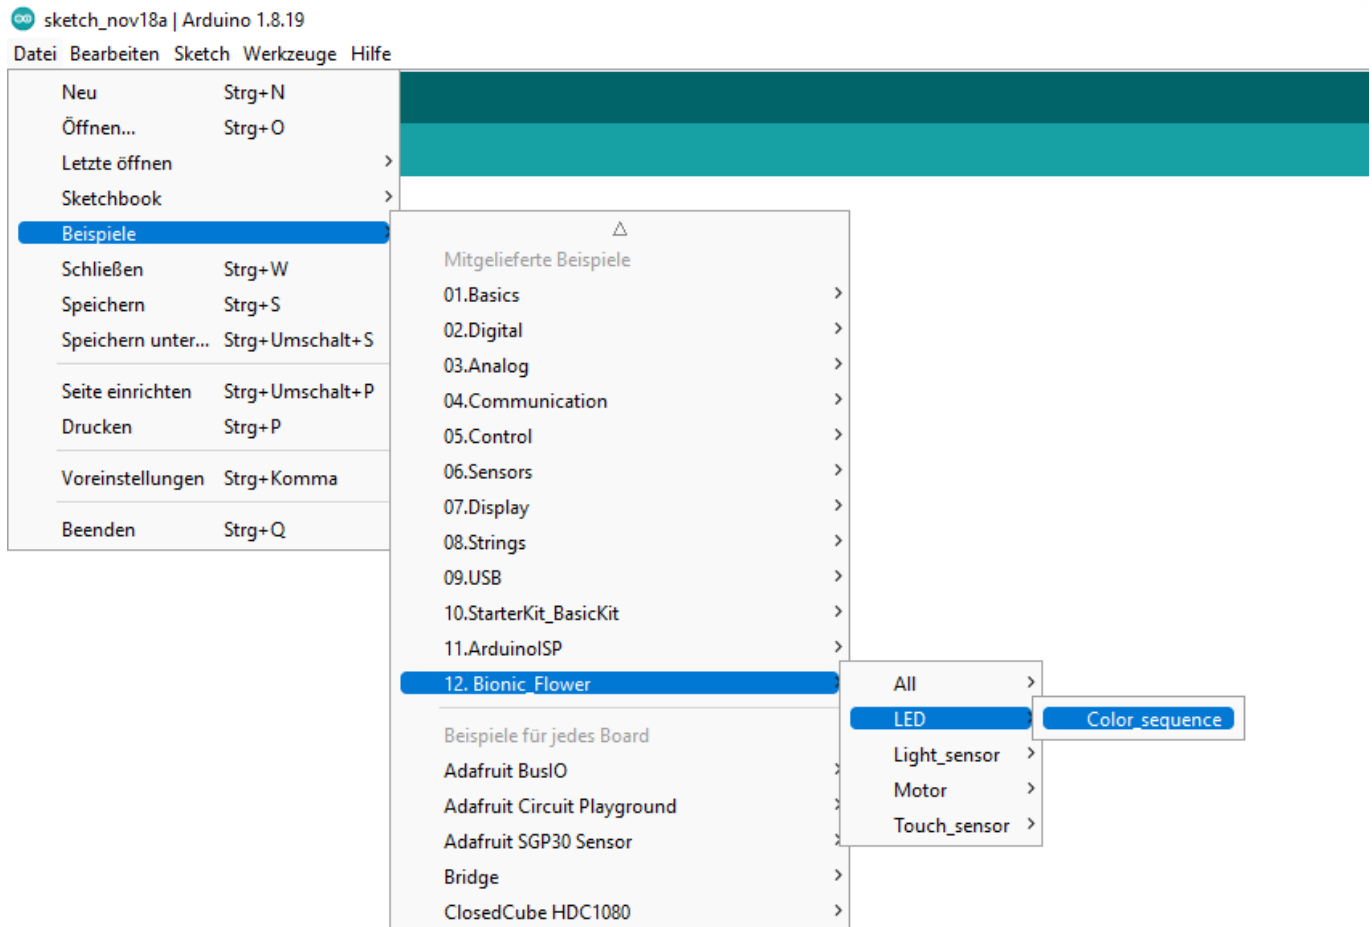 sketch_nov18a | Arduino 1.8.19
Datei Bearbeiten Sketch Werkzeuge Hilfe
Neu Strg+N
Öffnen... Strg+O
Letzte öffnen
Sketchbook
Beispiele
Schließen Strg+W
Speichern Strg+S
Speichern unter... Strg+Umschalt+S
Seite einrichten Strg+Umschalt+P
Drucken Strg+P
Voreinstellungen Strg+Komma
Beenden Strg+Q
Mitgelieferte Beispiele
01.Basics
02.Digital
03.Analog
04.Communication
05.Control
06.Sensors
07.Display
08.Strings
09.USB
10.StarterKit_BasicKit
11.ArduinoISP
12. Bionic_Flower
Beispiele für jedes Board
Adafruit BusIO
Adafruit Circuit Playground
Adafruit SGP30 Sensor
Bridge
ClosedCube HDC1080
All
LED
Light_sensor
Motor
Touch_sensor
Color_sequence